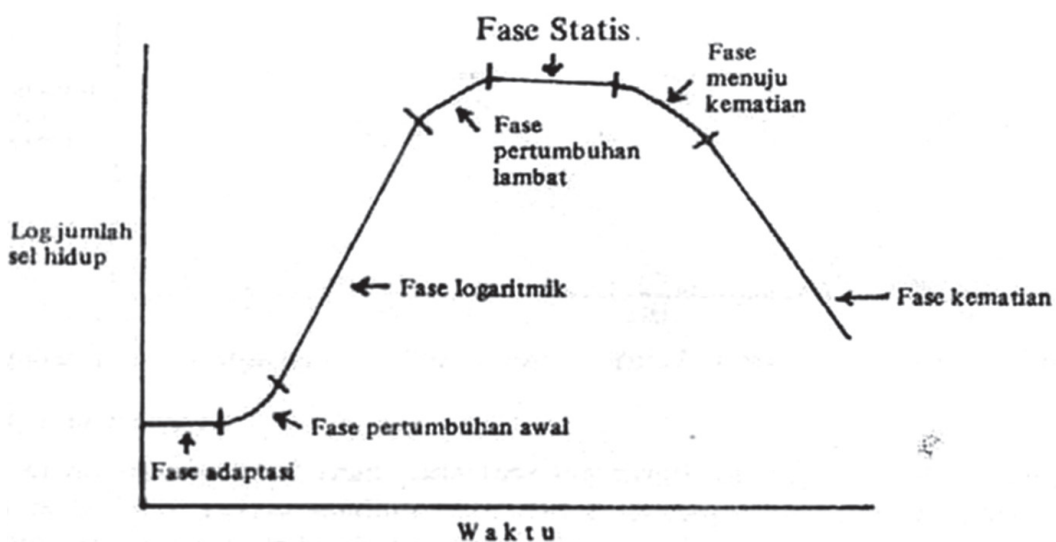 Fase Statis.
Fase
menuju
kematian
Fase
pertumbuhan
lambat
Log jumlah
sel hidup
Fase logaritmik
Fase kematian
Fase pertumbuhan awal
Fase adaptasi
Waktu